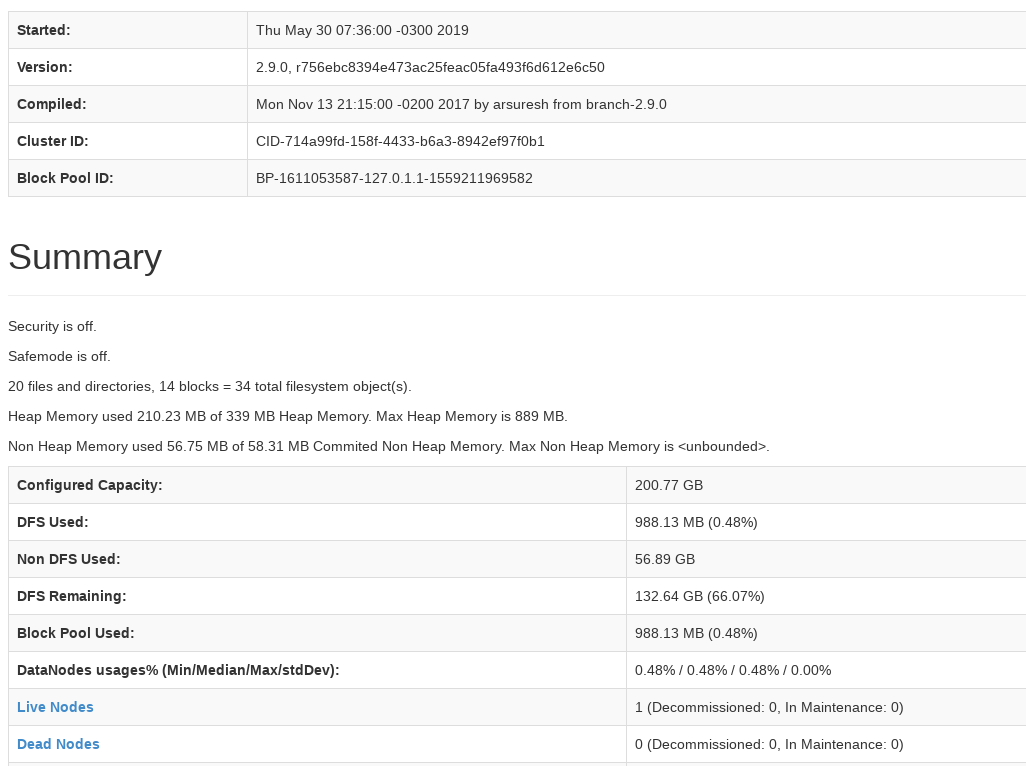 Started: Thu May 30 07:36:00 -0300 2019
Version: 2.9.0, r756ebc8394e473ac25feac05fa493f6d612e6c50
Compiled: Mon Nov 13 21:15:00 -0200 2017 by arsuresh from branch-2.9.0
Cluster ID: CID-714a99fd-158f-4433-b6a3-8942ef97f0b1
Block Pool ID: BP-1611053587-127.0.1.1-1559211969582
Summary
Security is off.
Safemode is off.
20 files and directories, 14 blocks = 34 total filesystem object(s).
Heap Memory used 210.23 MB of 339 MB Heap Memory. Max Heap Memory is 889 MB.
Non Heap Memory used 56.75 MB of 58.31 MB Commited Non Heap Memory. Max Non Heap Memory is <unbounded>.
Configured Capacity: 200.77 GB
DFS Used: 988.13 MB (0.48%)
Non DFS Used: 56.89 GB
DFS Remaining: 132.64 GB (66.07%)
Block Pool Used: 988.13 MB (0.48%)
DataNodes usages% (Min/Median/Max/stdDev): 0.48% / 0.48% / 0.48% / 0.00%
Live Nodes 1 (Decommissioned: 0, In Maintenance: 0)
Dead Nodes 0 (Decommissioned: 0, In Maintenance: 0)